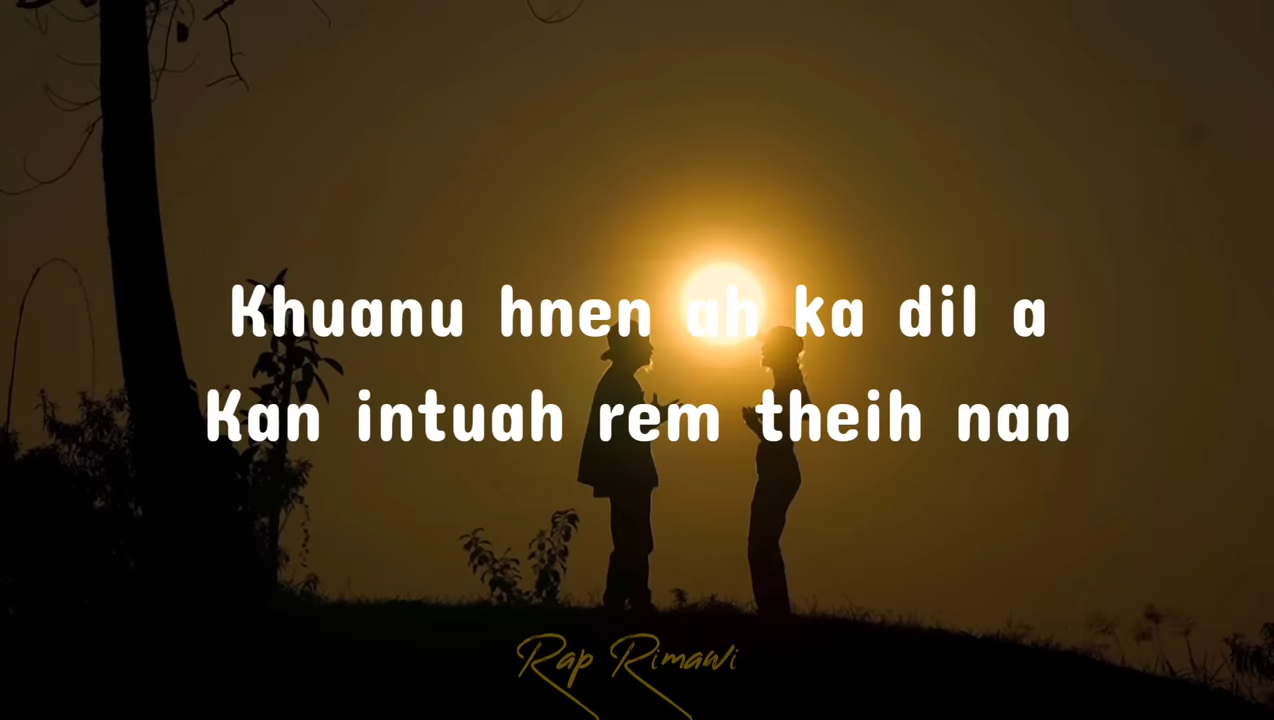 Khuanu hnen ah ka dil a
Kan intuah rem theih nan
Rap Rimawi